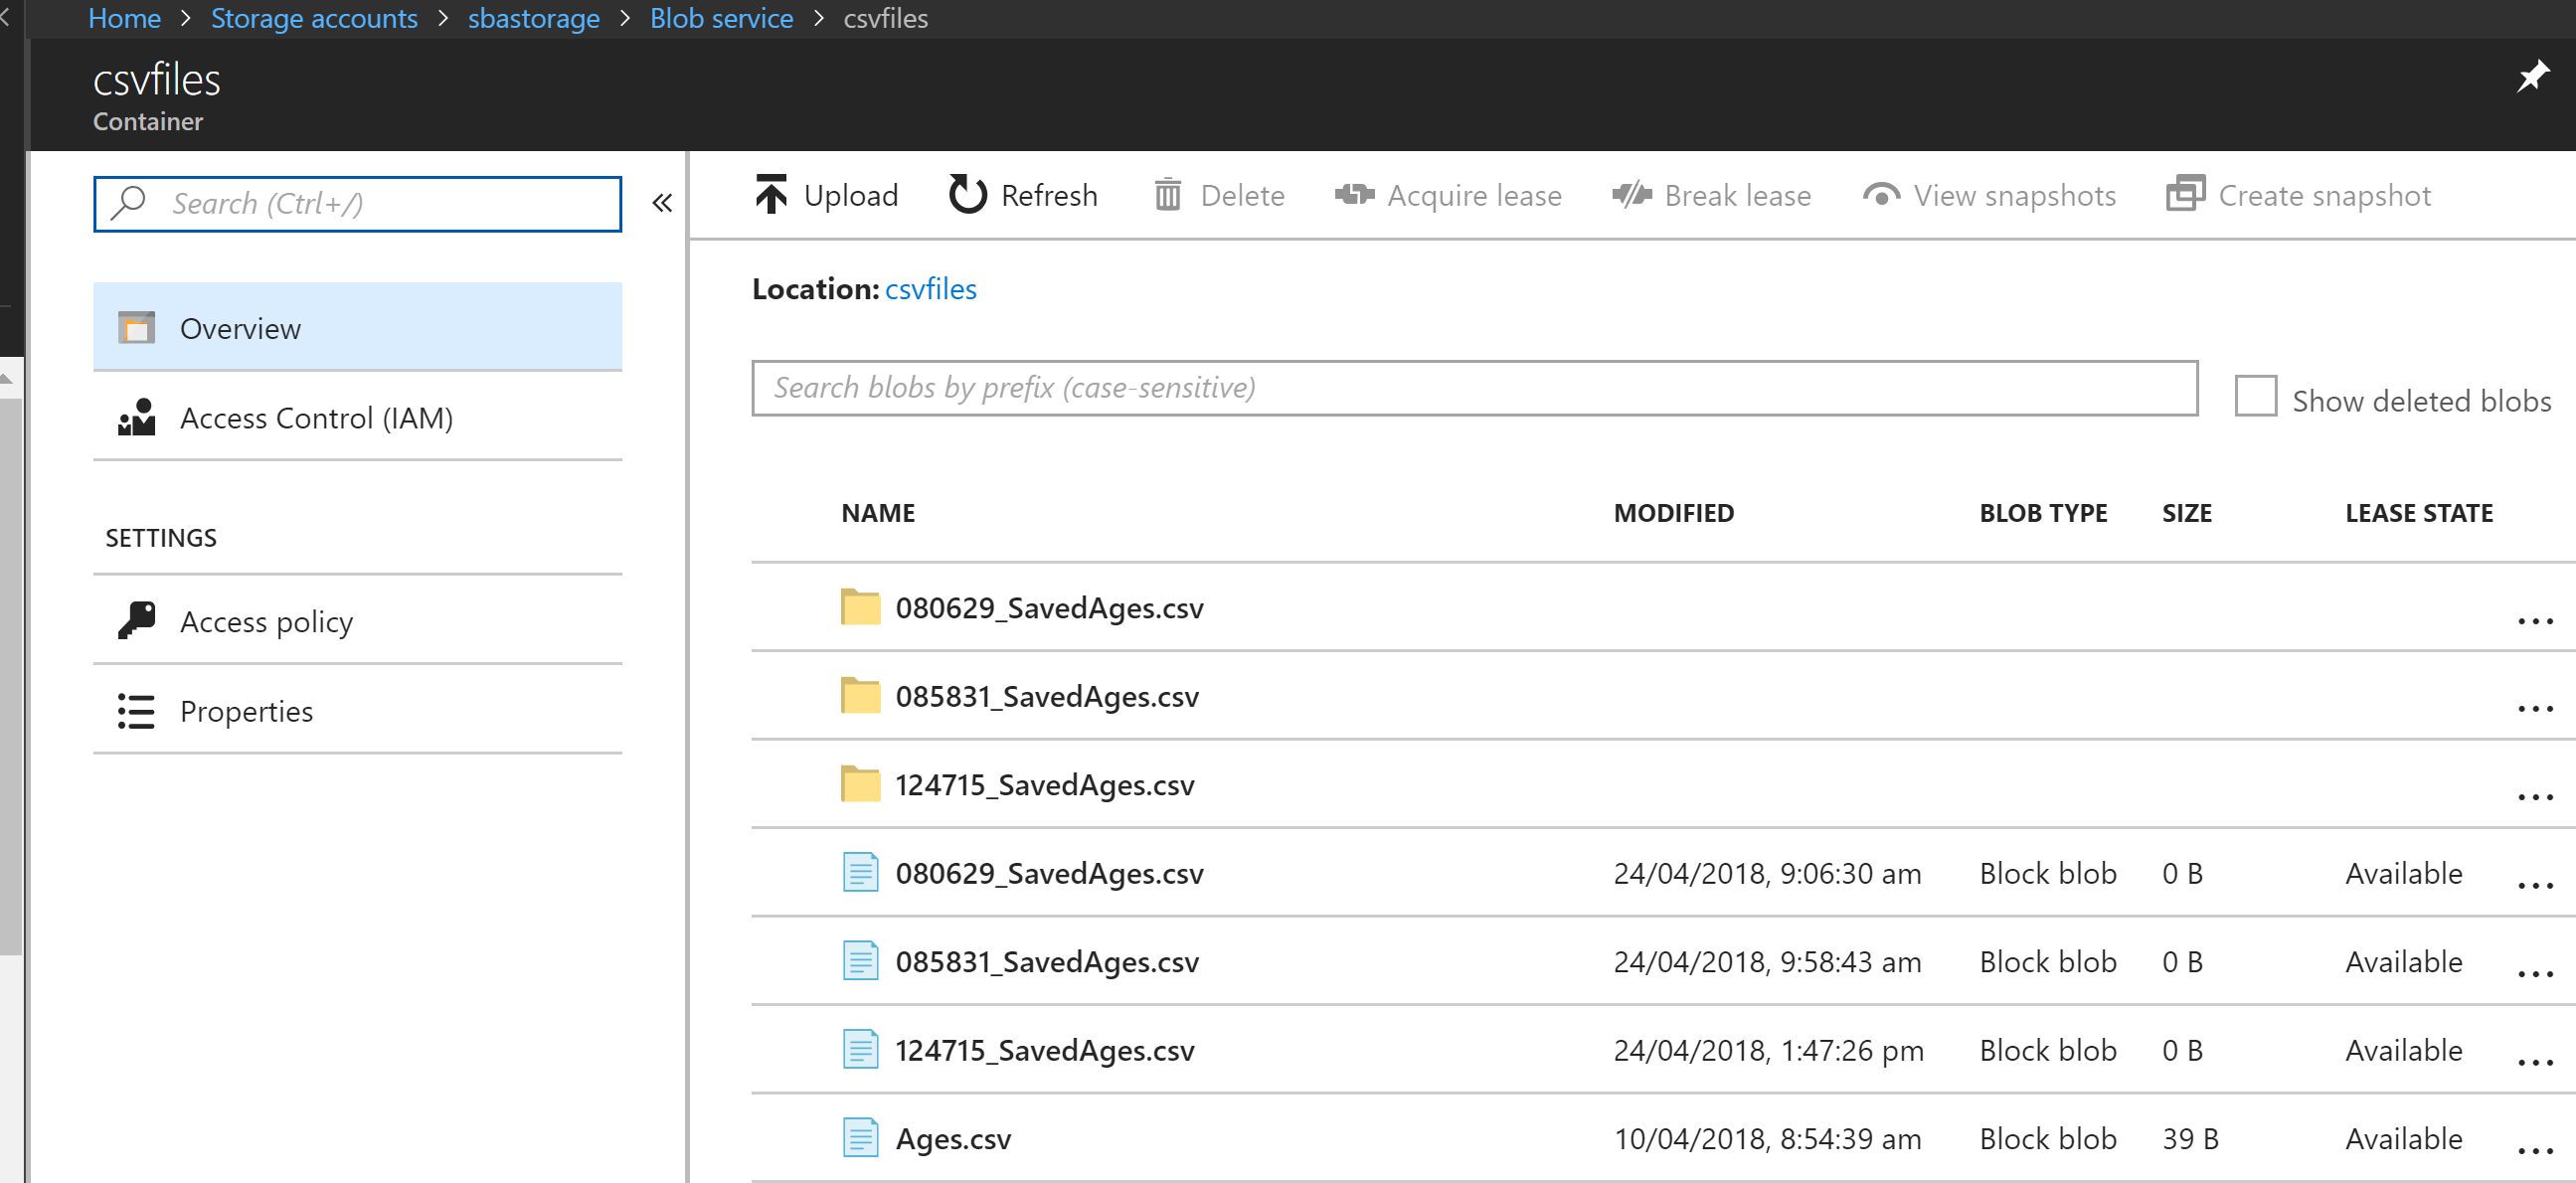 Home > Storage accounts > sbastorage > Blob service > csvfiles
csvfiles
Container
Search (Ctrl+/)
Overview
Access Control (IAM)
SETTINGS
Access policy
Properties
Upload Refresh Delete Acquire lease Break lease View snapshots Create snapshot
Location: csvfiles
Search blobs by prefix (case-sensitive)
Show deleted blobs
NAME MODIFIED BLOB TYPE SIZE LEASE STATE
080629_SavedAges.csv ...
085831_SavedAges.csv ...
124715_SavedAges.csv ...
080629_SavedAges.csv 24/04/2018, 9:06:30 am Block blob 0 B Available ...
085831_SavedAges.csv 24/04/2018, 9:58:43 am Block blob 0 B Available ...
124715_SavedAges.csv 24/04/2018, 1:47:26 pm Block blob 0 B Available ...
Ages.csv 10/04/2018, 8:54:39 am Block blob 39 B Available ...